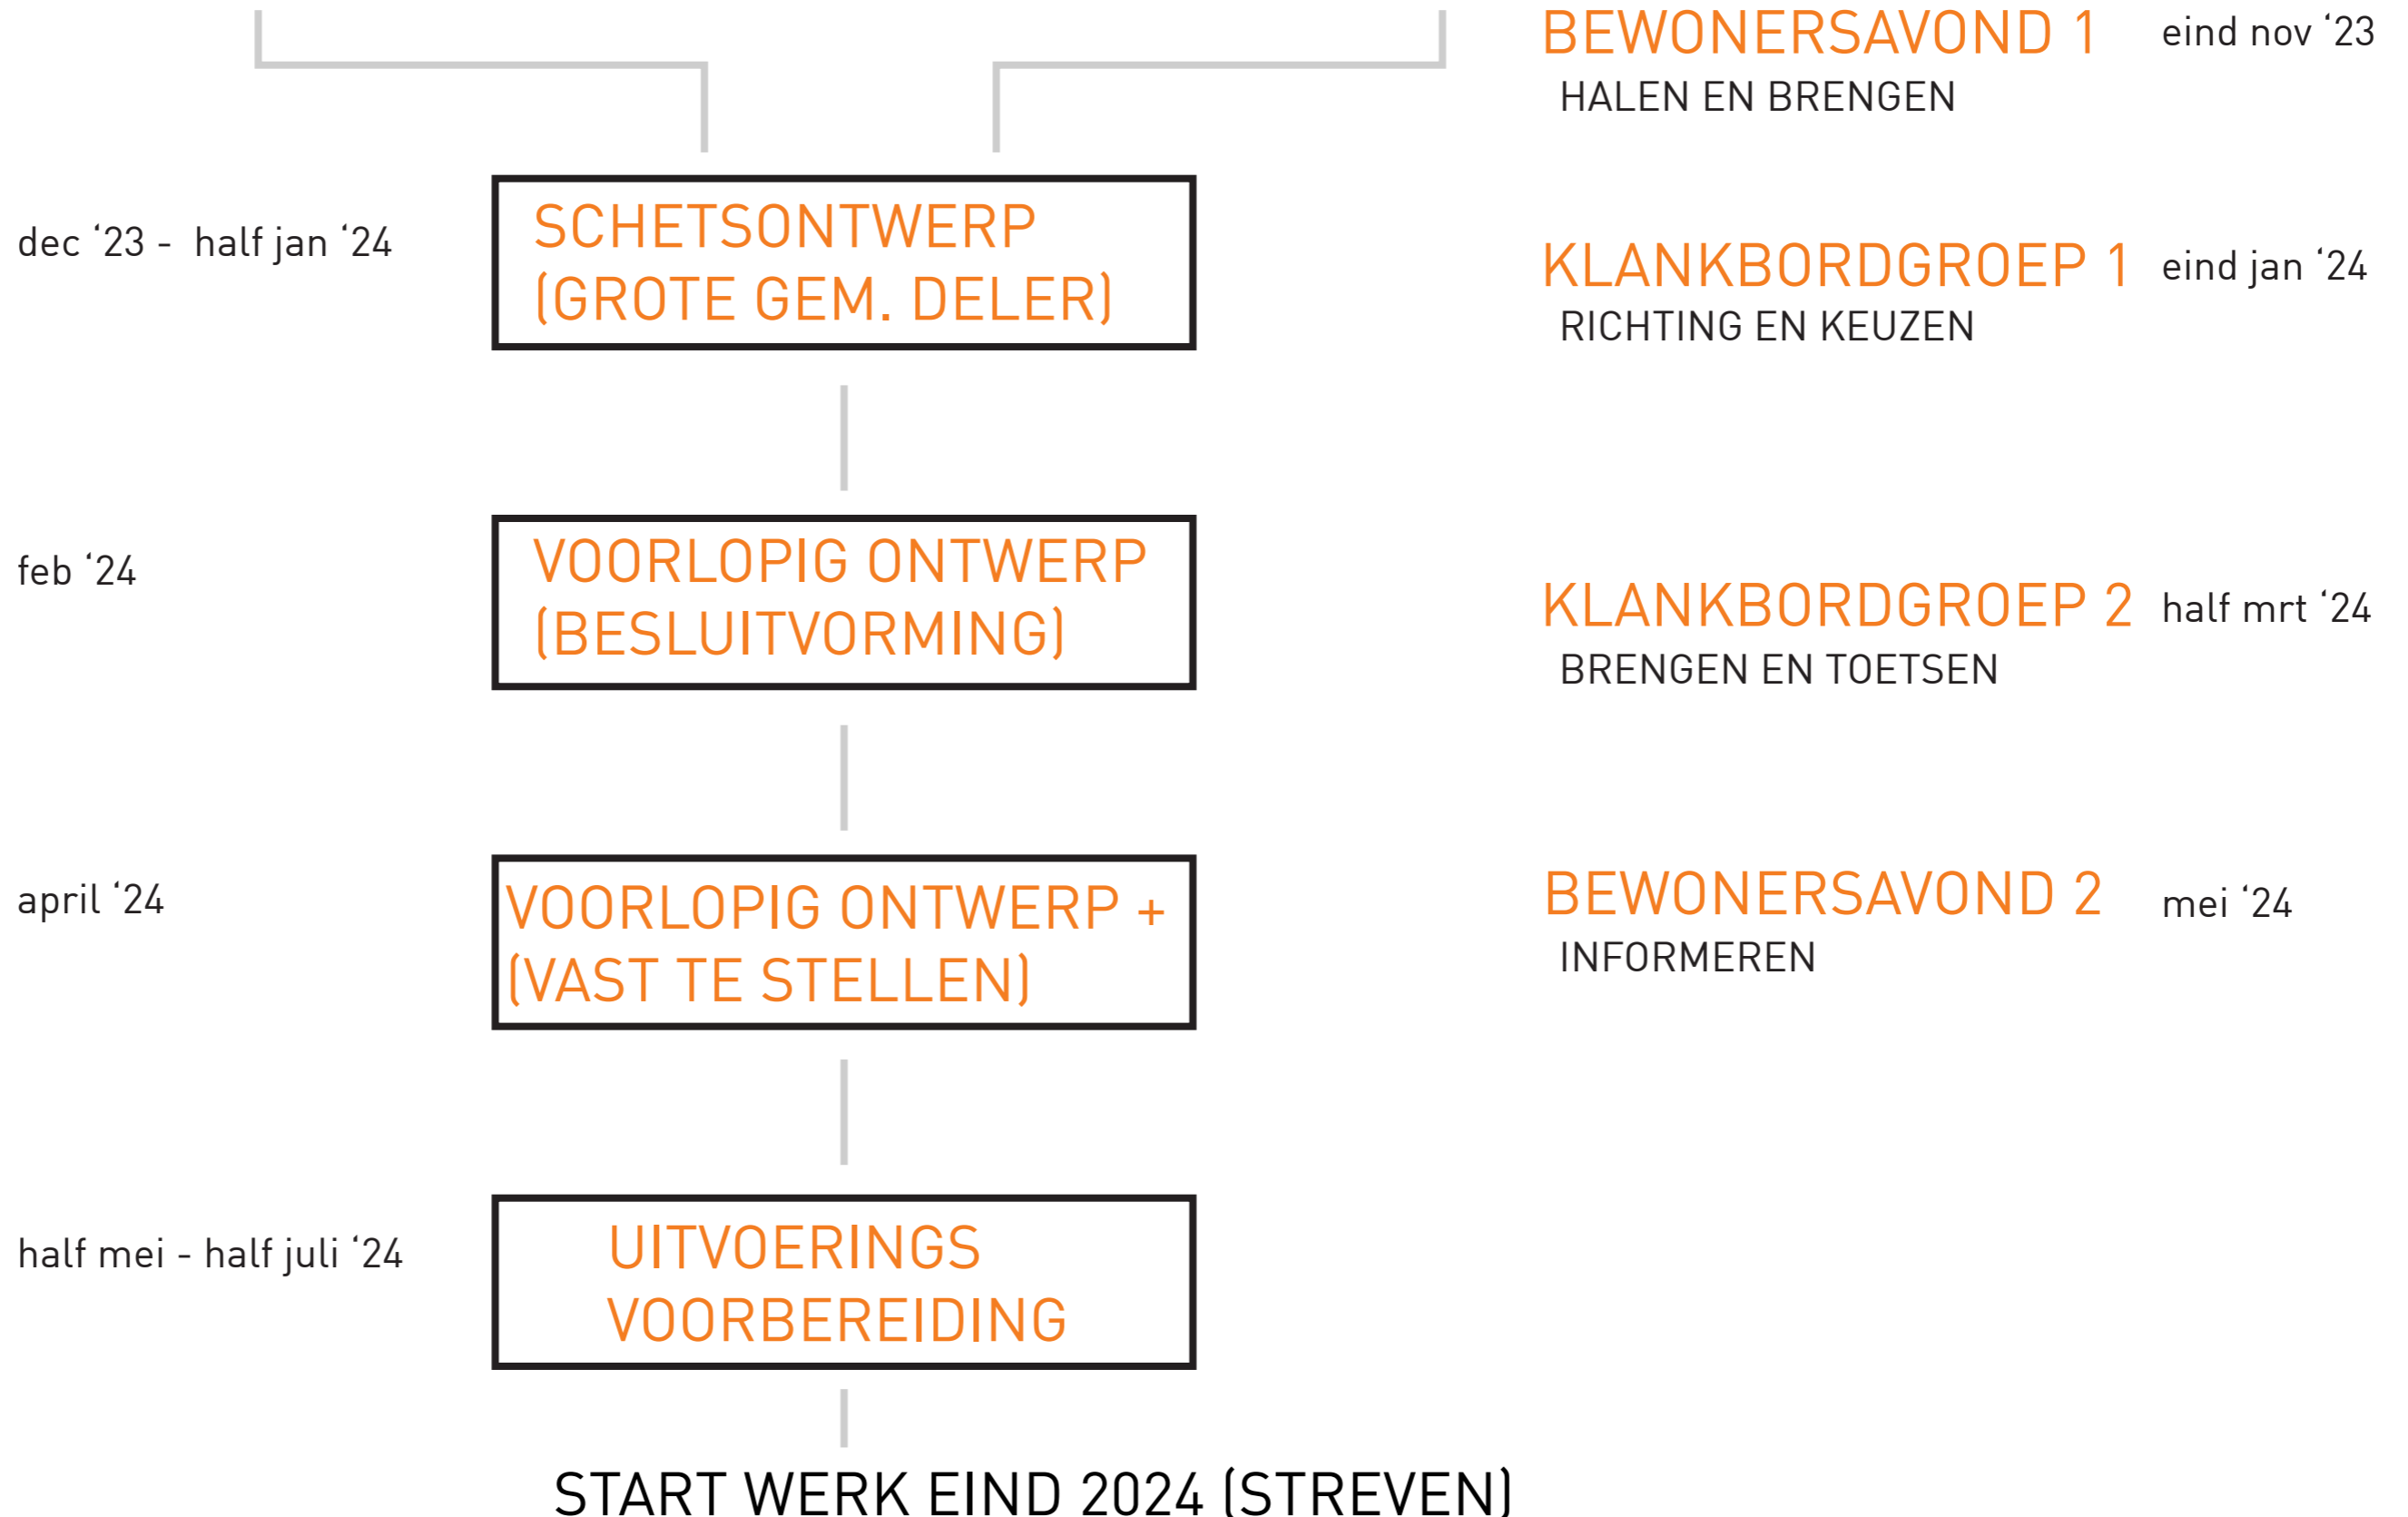 BEWONERSAVOND 1 eind nov ‘23
HALEN EN BRENGEN
dec ‘23 - half jan ‘24
SCHETSONTWERP
(GROTE GEM. DELER)
KLANKBORDGROEP 1 eind jan ‘24
RICHTING EN KEUZEN
feb ‘24
VOORLOPIG ONTWERP
(BESLUITVORMING)
KLANKBORDGROEP 2 half mrt ‘24
BRENGEN EN TOETSEN
april ‘24
VOORLOPIG ONTWERP +
(VAST TE STELLEN)
BEWONERSAVOND 2 mei ‘24
INFORMEREN
half mei - half juli ‘24
UITVOERINGS
VOORBEREIDING
START WERK EIND 2024 (STREVEN)